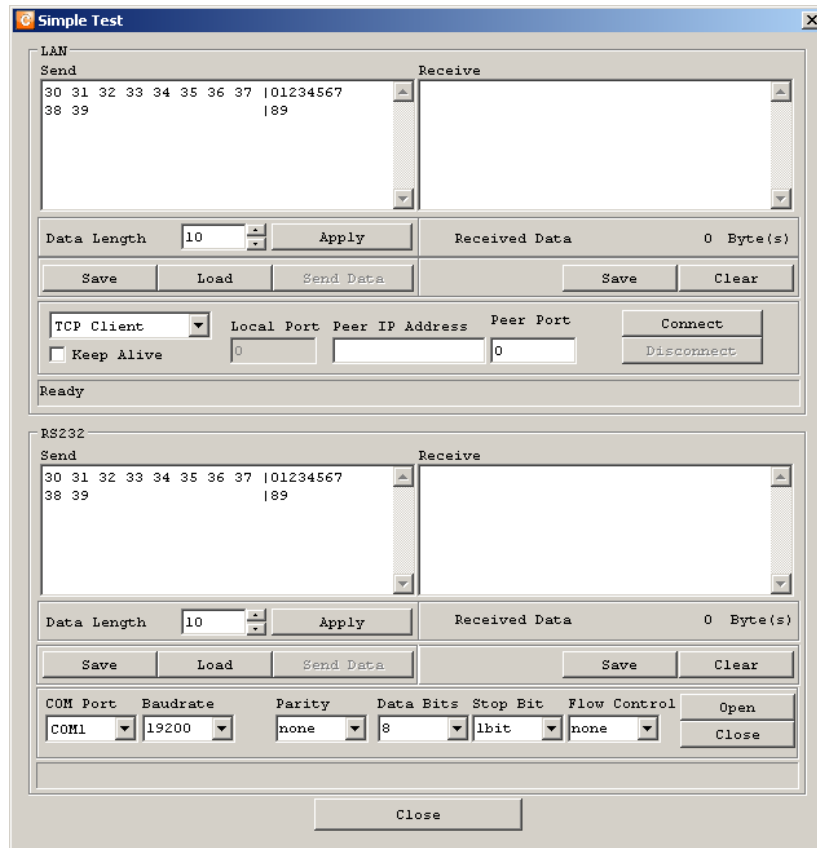 Simple Test
LAN
Send Receive
30 31 32 33 34 35 36 37 |01234567
38 39 |89
Data Length 10 Apply Received Data 0 Byte(s)
Save Load Send Data Save Clear
TCP Client Local Port Peer IP Address Peer Port Connect
Keep Alive 0 0 Disconnect
Ready
RS232
Send Receive
30 31 32 33 34 35 36 37 |01234567
38 39 |89
Data Length 10 Apply Received Data 0 Byte(s)
Save Load Send Data Save Clear
COM Port Baudrate Parity Data Bits Stop Bit Flow Control Open
COM1 19200 none 8 1bit none Close
Close